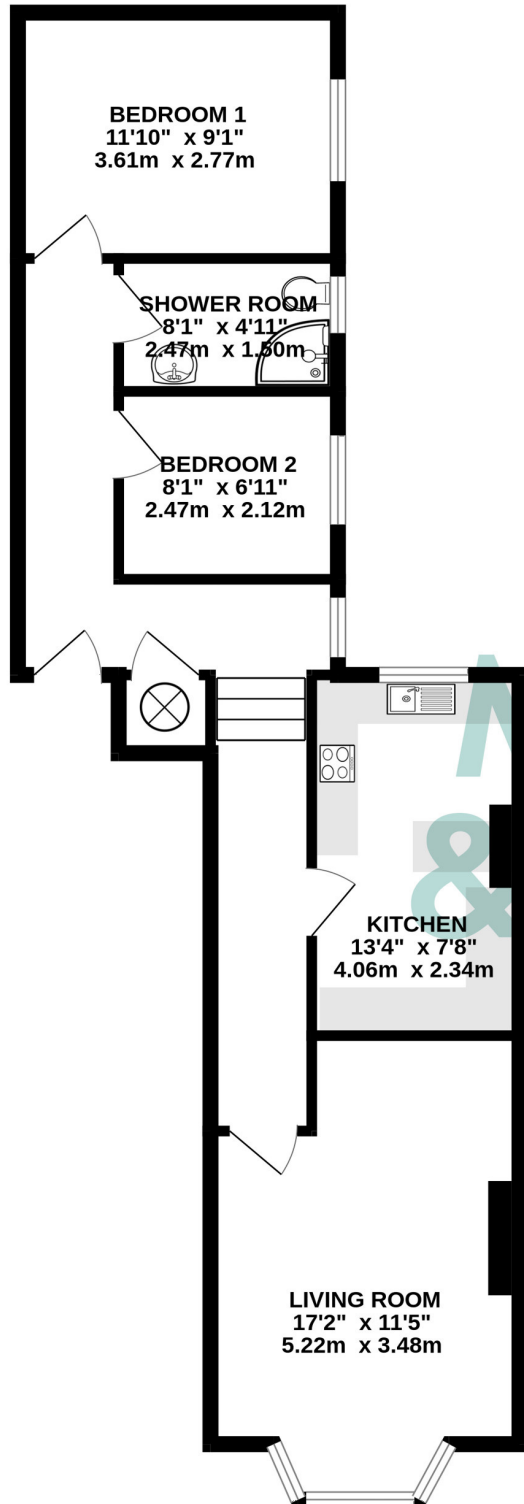 BEDROOM 1
11'10" x 9'1"
3.61m x 2.77m
SHOWER ROOM
8'1" x 4'11"
2.47m x 1.50m
BEDROOM 2
8'1" x 6'11"
2.47m x 2.12m
&
KITCHEN
13'4" x 7'8"
4.06m x 2.34m
LIVING ROOM
17'2" x 11'5"
5.22m x 3.48m